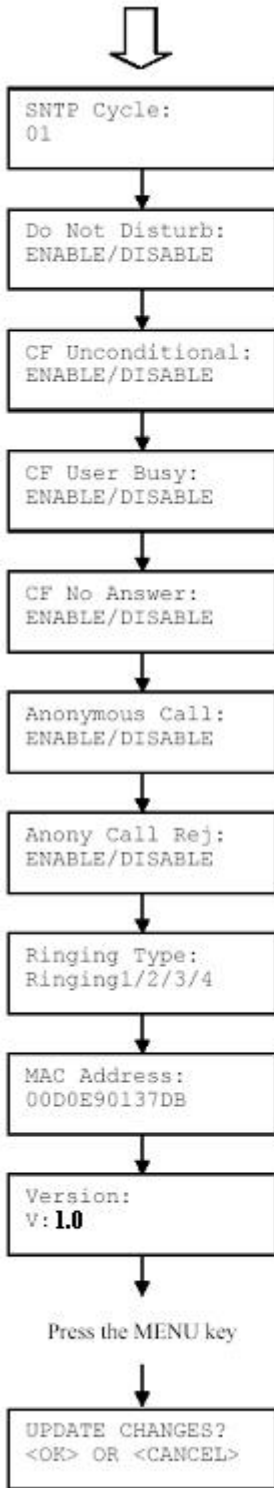 SNTP Cycle:
01
Do Not Disturb:
ENABLE/DISABLE
CF Unconditional:
ENABLE/DISABLE
CF User Busy:
ENABLE/DISABLE
CF No Answer:
ENABLE/DISABLE
Anonymous Call:
ENABLE/DISABLE
Anony Call Rej:
ENABLE/DISABLE
Ringing Type:
Ringing1/2/3/4
MAC Address:
00D0E90137DB
Version:
V:1.0
Press the MENU key
UPDATE CHANGES?
<OK> OR <CANCEL>